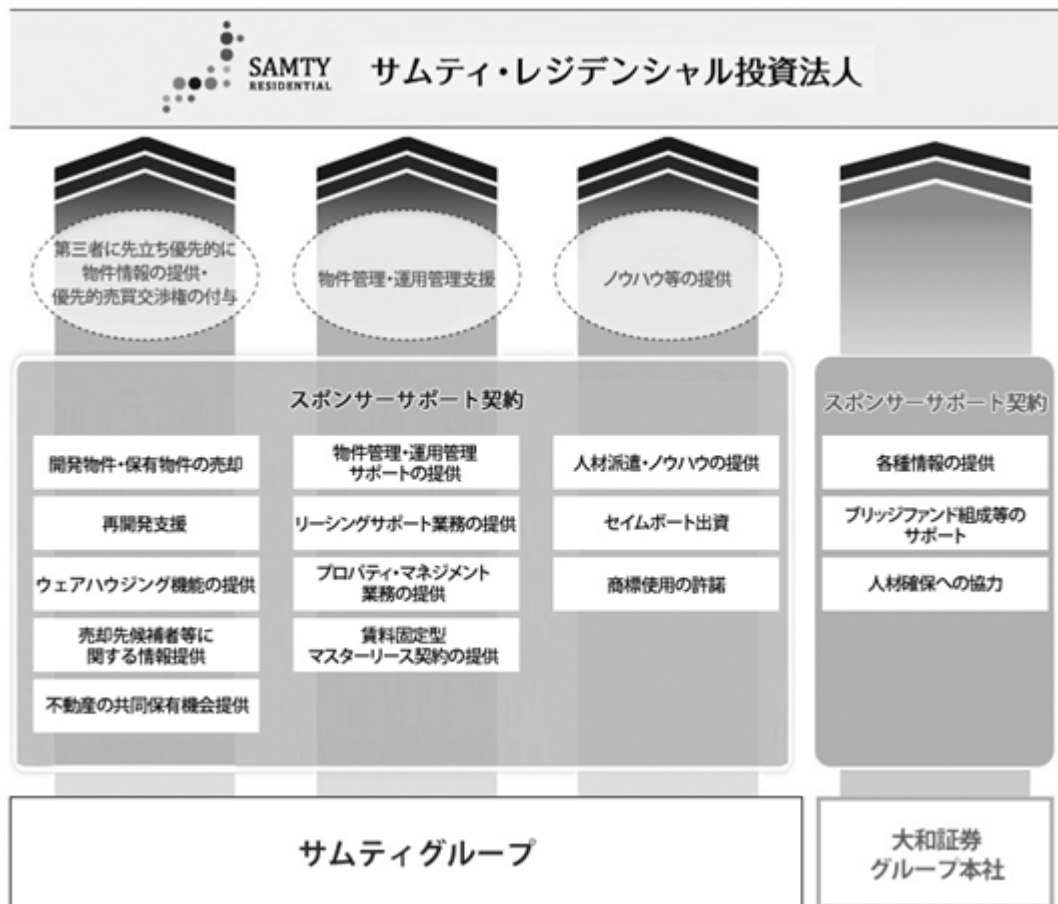 SAMTY
RESIDENTIAL
サムティ・レジデンシャル投資法人
第三者に先立ち優先的に
物件情報の提供・
優先的売買交渉権の付与
物件管理・運用管理支援
ノウハウ等の提供
スポンサーサポート契約
開発物件・保有物件の売却
再開発支援
ウェアハウジング機能の提供
売却先候補者等に
関する情報提供
不動産の共同保有機会提供
物件管理・運用管理
サポートの提供
リーシングサポート業務の提供
プロパティ・マネジメント
業務の提供
賃料固定型
マスターリース契約の提供
人材派遣・ノウハウの提供
セイムボート出資
商標使用の許諾
スポンサーサポート契約
各種情報の提供
ブリッジファンド組成等の
サポート
人材確保への協力
サムティグループ
大和証券
グループ本社